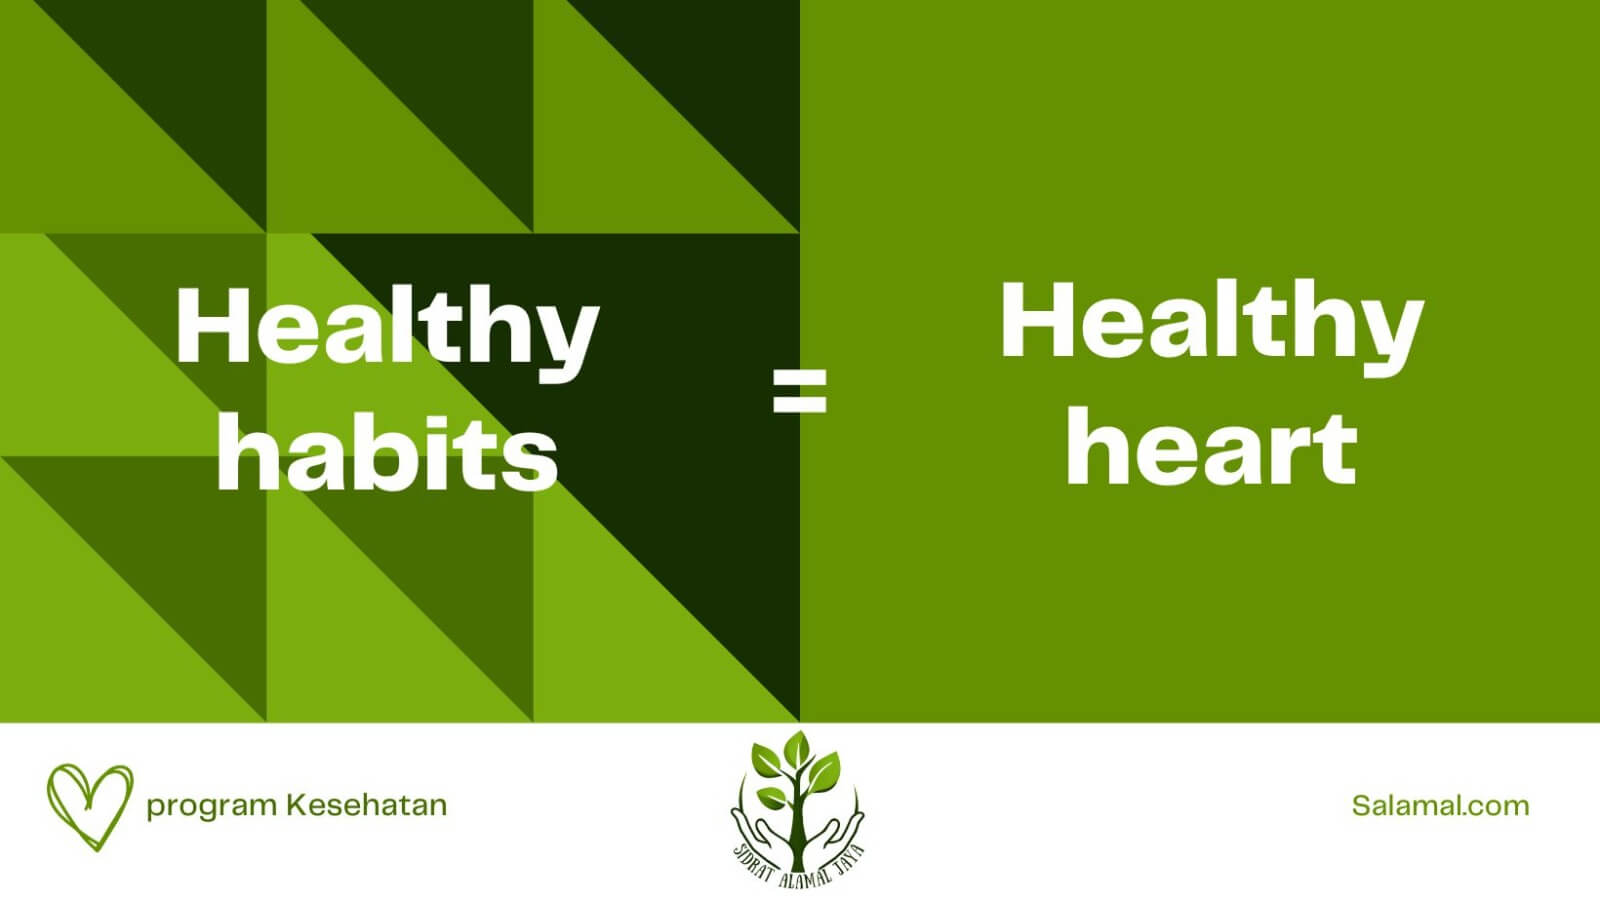 Healthy
habits
=
Healthy
heart
program Kesehatan
SIDRAT ALAMAL JAYA
Salamal.com